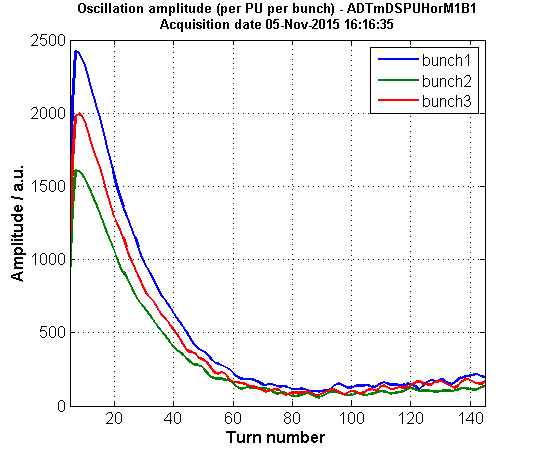 Oscillation amplitude (per PU per bunch) - ADTmDSPUHorM1B1
Acquisition date 05-Nov-2015 16:16:35
bunch1
bunch2
bunch3
2500
2000
1500
1000
500
0
Amplitude / a.u.
20 40 60 80 100 120 140
Turn number